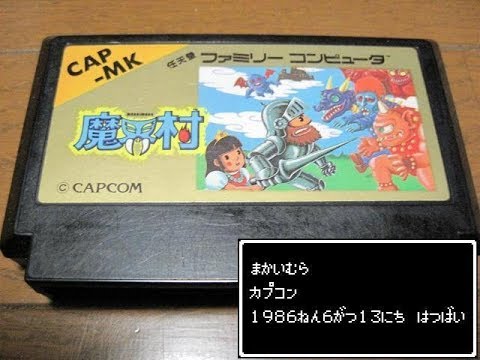 CAP
-MK
任天堂 ファミリーコンピュータ
魔界村
© CAPCOM
まかいむら
カプコン
1986ねん6がつ13にち はつばい